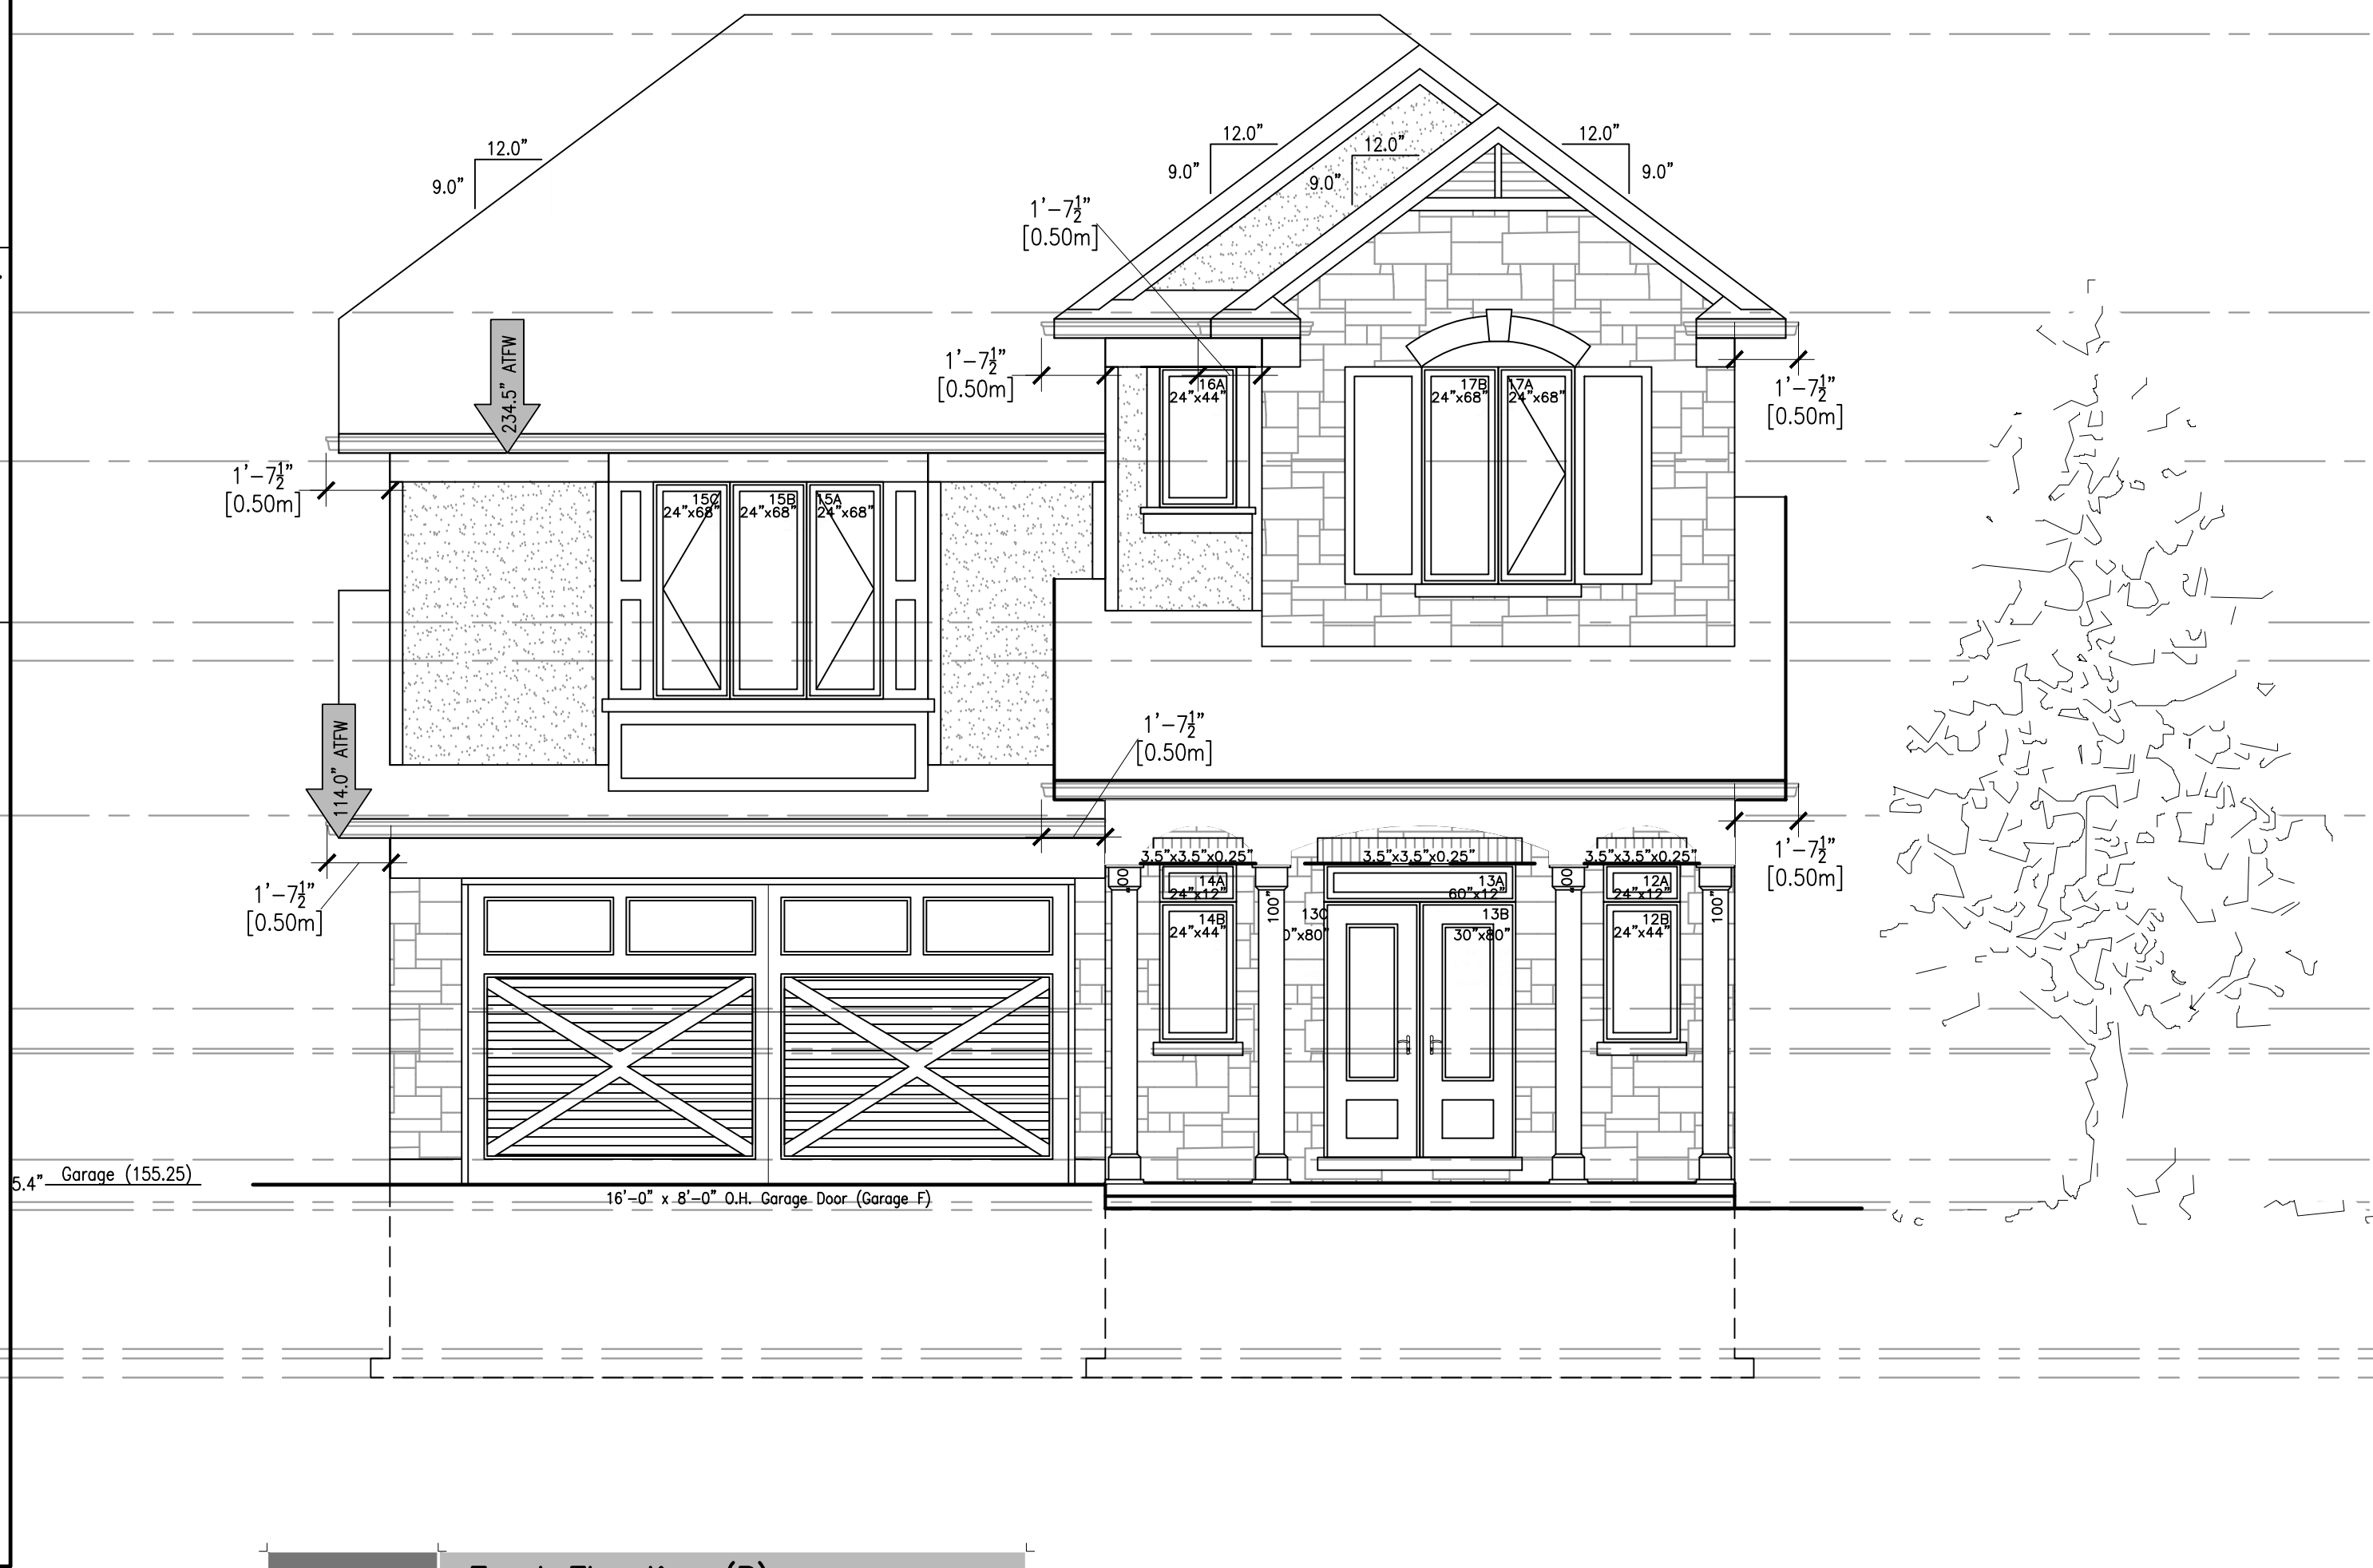 12.0"
9.0"
12.0"
9.0"
12.0"
9.0"
12.0"
9.0"
1'-7½"
[0.50m]
234.5" ATFW
1'-7½"
[0.50m]
16A
24"x44"
17B
24"x68"
17A
24"x68"
1'-7½"
[0.50m]
1'-7½"
[0.50m]
15C
24"x68"
15B
24"x68"
15A
24"x68"
114.0" ATFW
1'-7½"
[0.50m]
1'-7½"
[0.50m]
1'-7½"
[0.50m]
3.5"x3.5"x0.25"
3.5"x3.5"x0.25"
3.5"x3.5"x0.25"
14A
24"x12"
13A
60"x12"
12A
24"x12"
100"
100"
14B
24"x44"
13B
30"x80"
12B
24"x44"
5.4"
Garage (155.25)
16'-0" x 8'-0" O.H. Garage Door (Garage F)